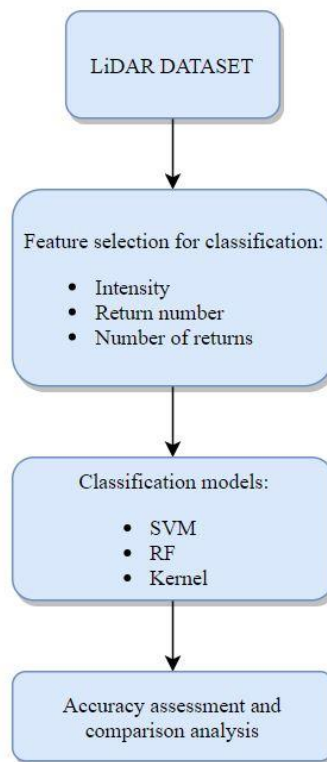 LiDAR DATASET
Feature selection for classification:
• Intensity
• Return number
• Number of returns
Classification models:
• SVM
• RF
• Kernel
Accuracy assessment and
comparison analysis